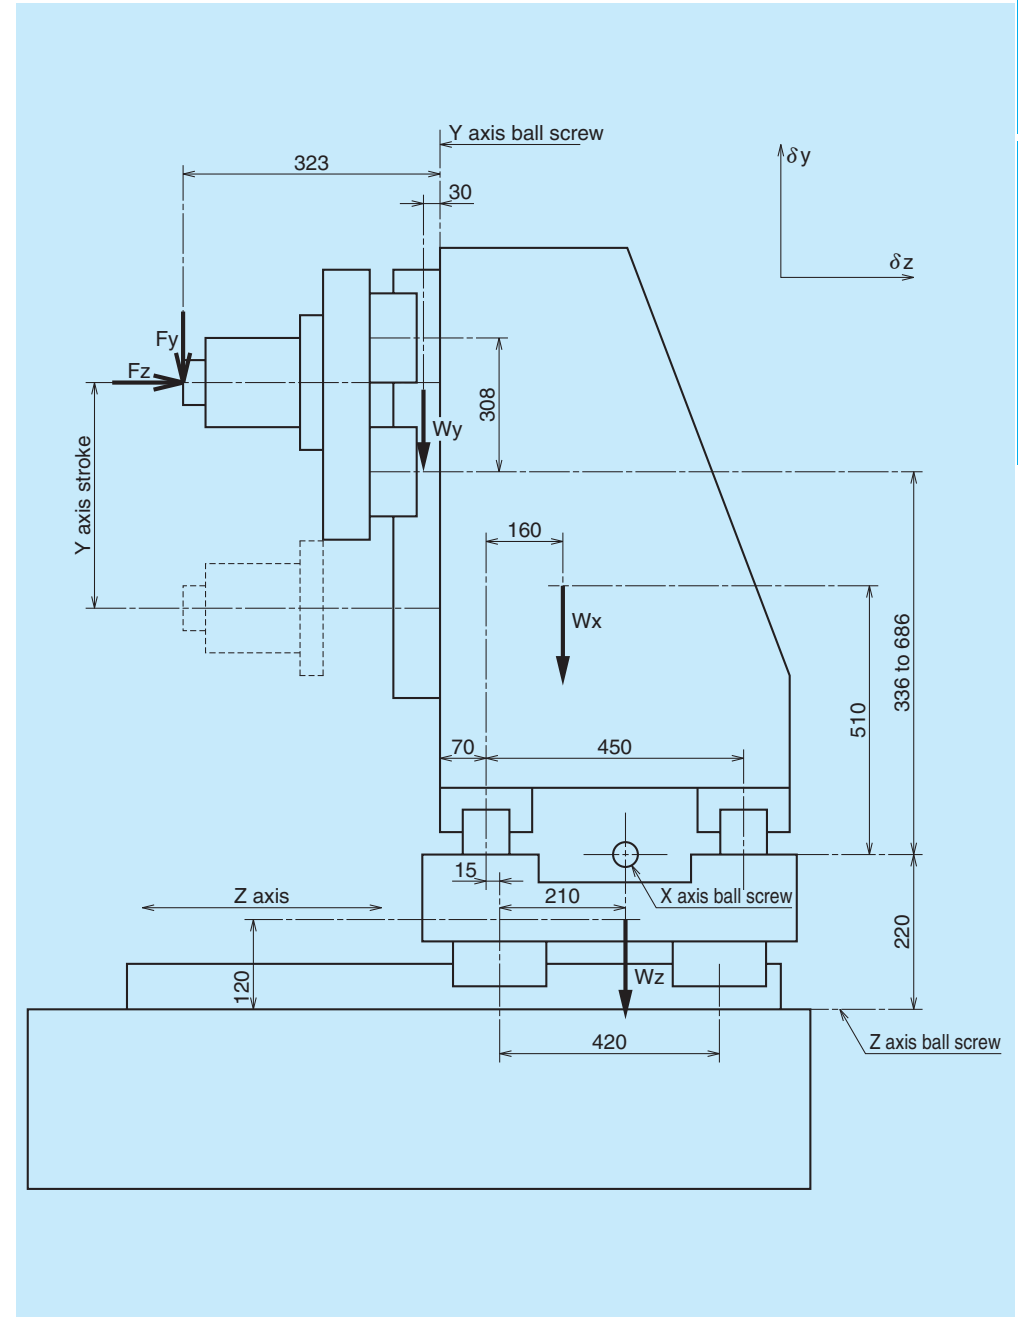 Y axis ball screw
323
30
δy
δz
Fy
Fz
308
Wy
Y axis stroke
160
Wx
336 to 686
510
70
450
15
Z axis
210
X axis ball screw
220
120
Wz
420
Z axis ball screw